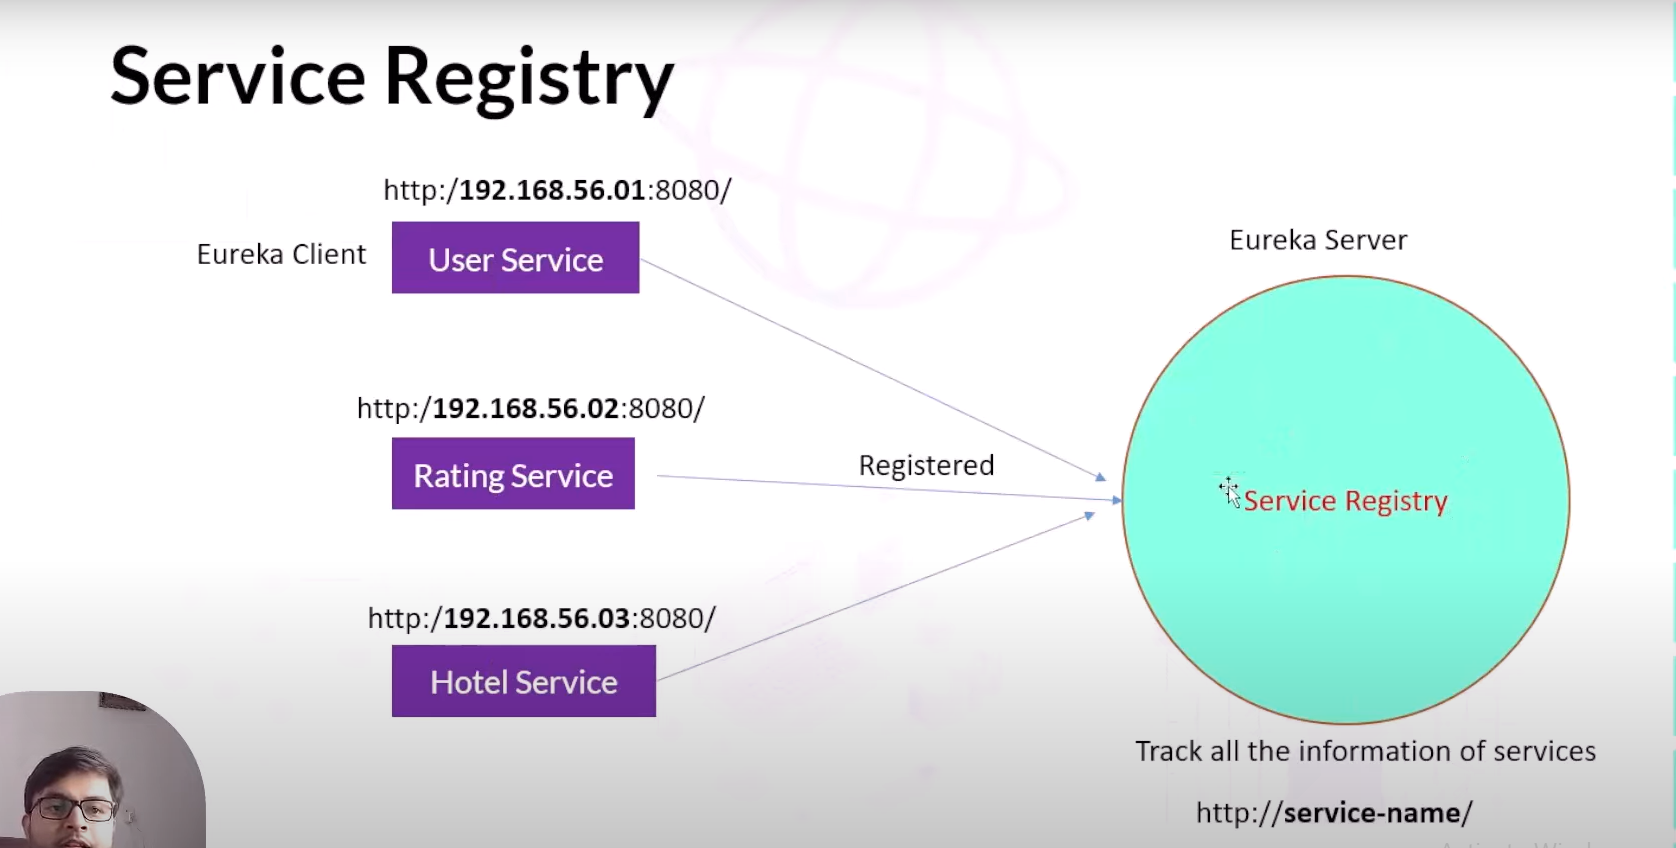 Service Registry
http:/192.168.56.01:8080/
Eureka Client
User Service
Eureka Server
http:/192.168.56.02:8080/
Rating Service
Registered
Service Registry
http:/192.168.56.03:8080/
Hotel Service
Track all the information of services
http://service-name/